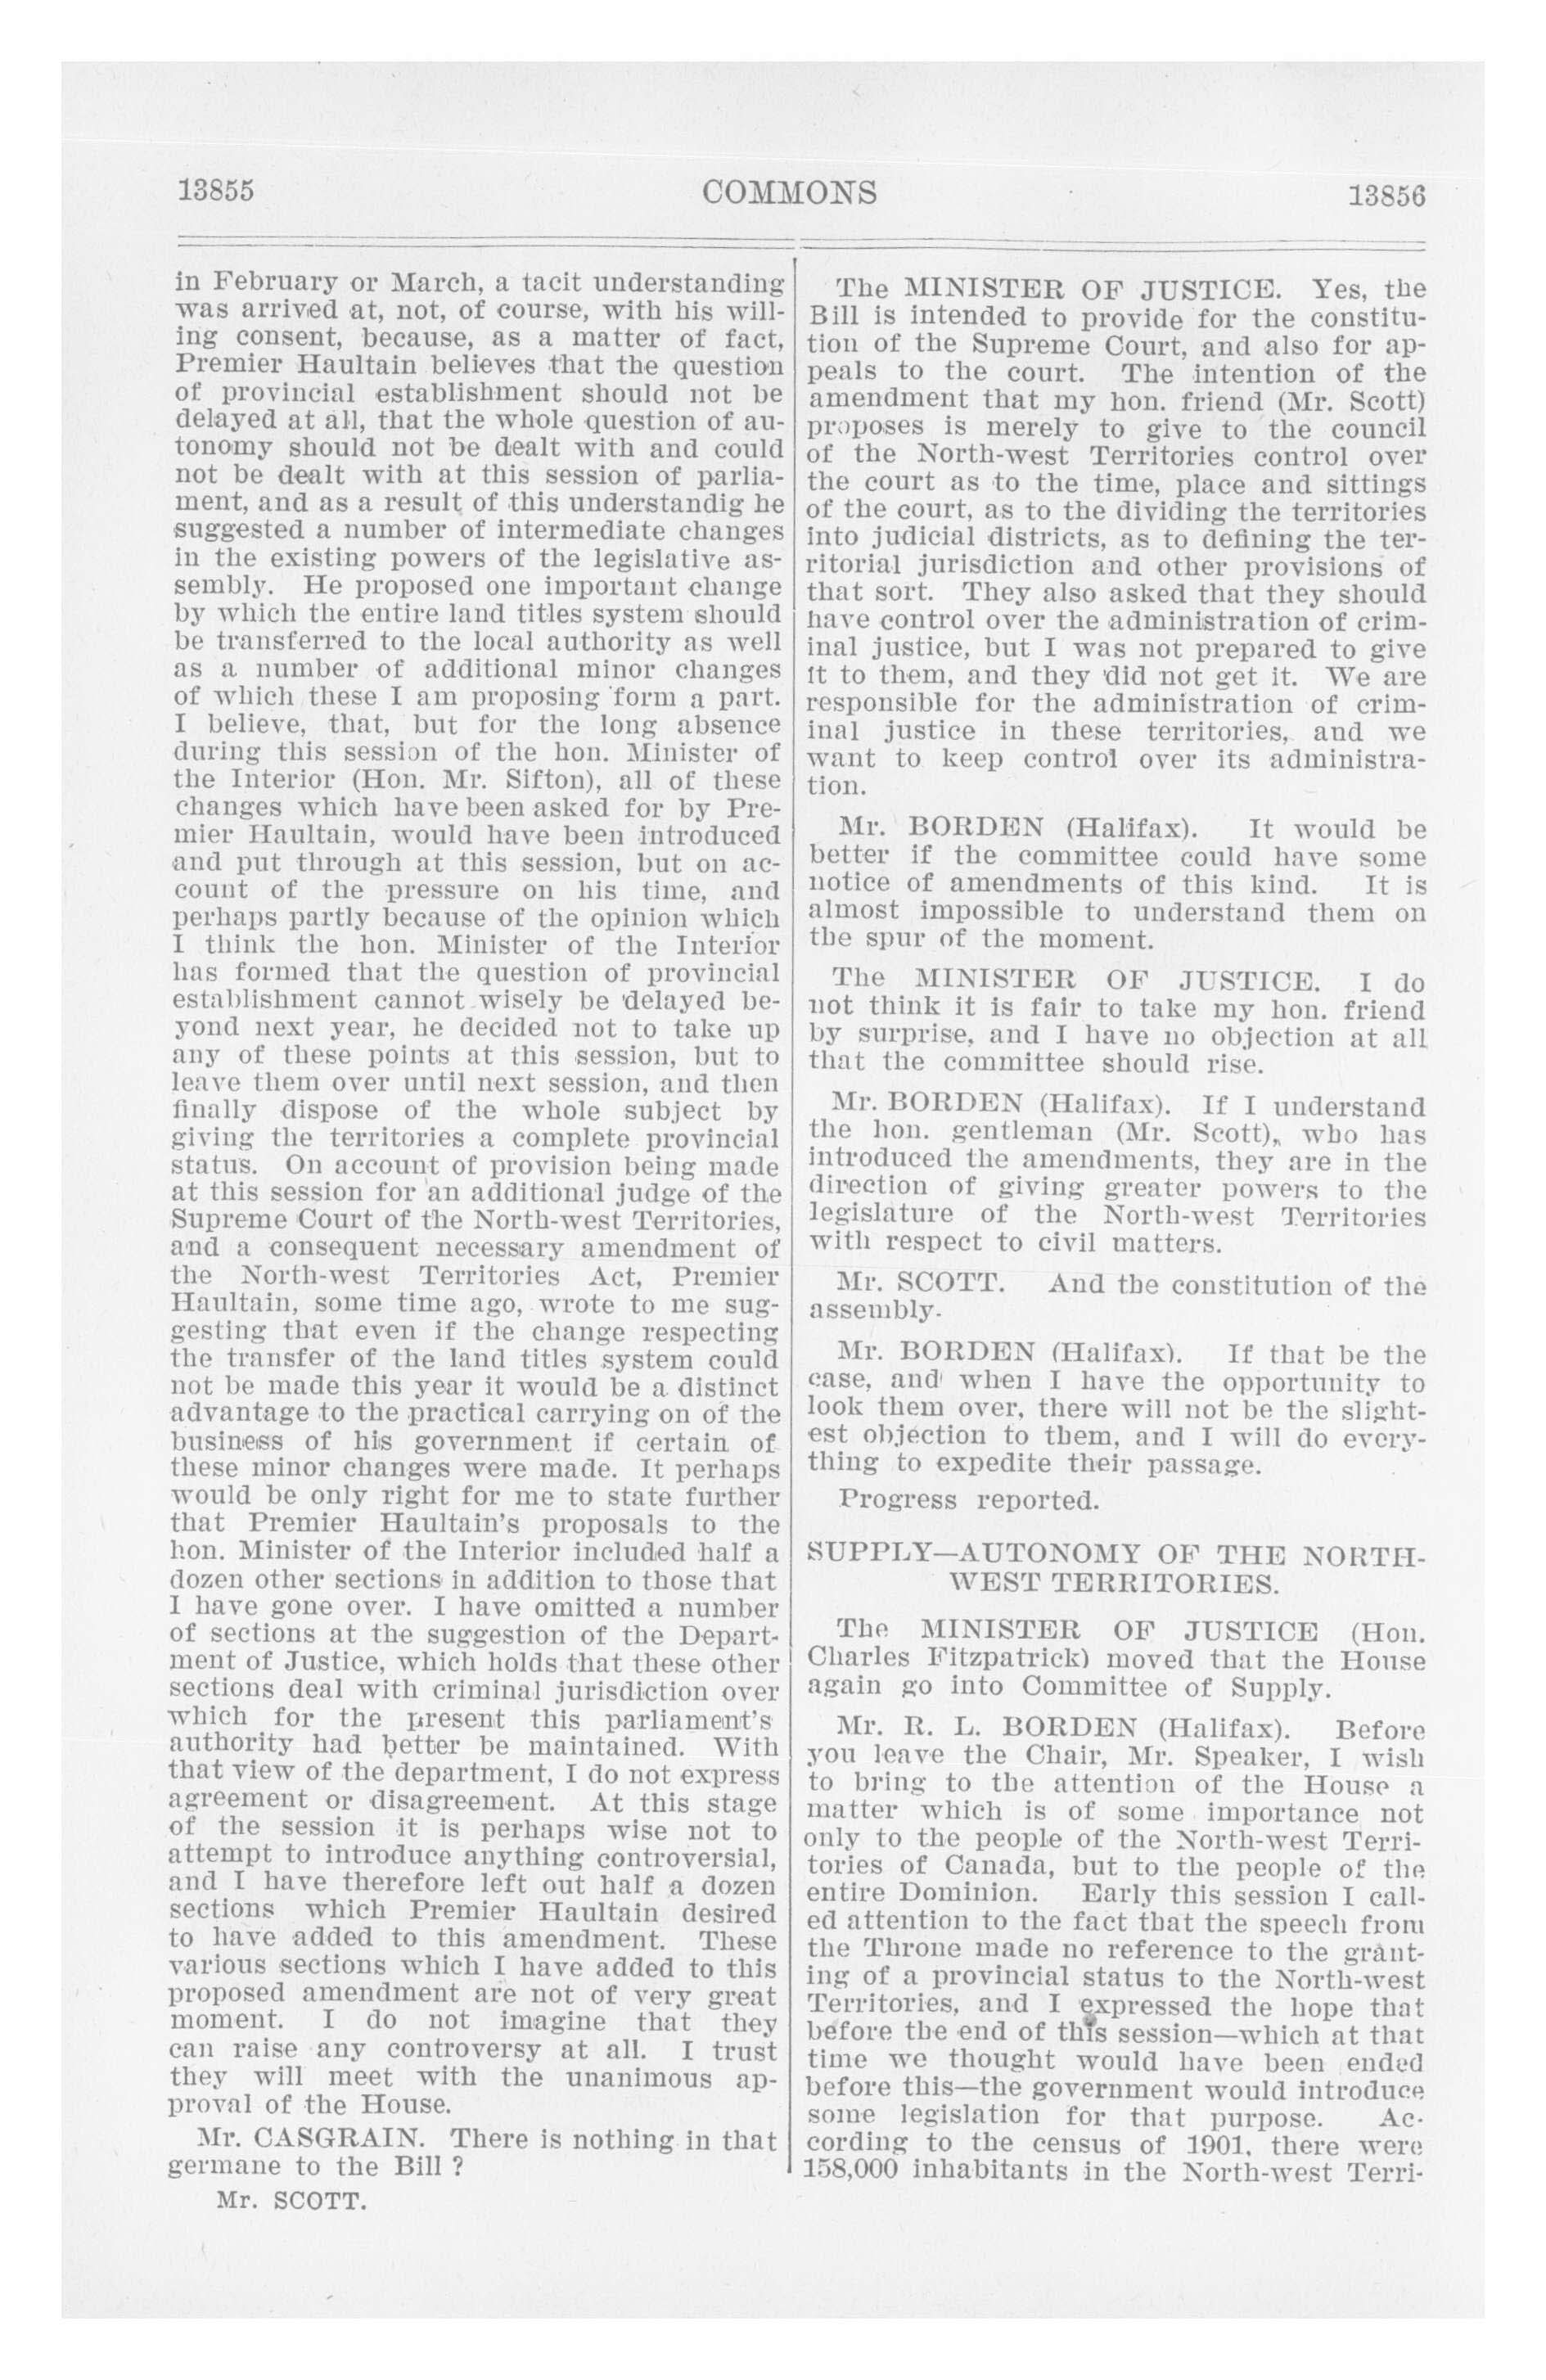 13855
COMMONS
13856
in February or March, a tacit understanding
was arrived at, not, of course, with his will-
ing consent, because, as a matter of fact,
Premier Haultain believes that the question
of provincial establishment should not be
delayed at all, that the whole question of au-
tonomy should not be dealt with and could
not be dealt with at this session of parlia-
ment, and as a result of this understandig he
suggested a number of intermediate changes
in the existing powers of the legislative as-
sembly. He proposed one important change
by which the entire land titles system should
be transferred to the local authority as well
as a number of additional minor changes
of which these I am proposing form a part.
I believe, that, but for the long absence
during this session of the hon. Minister of
the Interior (Hon. Mr. Sifton), all of these
changes which have been asked for by Pre-
mier Haultain, would have been introduced
and put through at this session, but on ac-
count of the pressure on his time, and
perhaps partly because of the opinion which
I think the hon. Minister of the Interior
has formed that the question of provincial
establishment cannot wisely be delayed be-
yond next year, he decided not to take up
any of these points at this session, but to
leave them over until next session, and then
finally dispose of the whole subject by
giving the territories a complete provincial
status. On account of provision being made
at this session for an additional judge of the
Supreme Court of the North-west Territories,
and a consequent necessary amendment of
the North-west Territories Act, Premier
Haultain, some time ago, wrote to me sug-
gesting that even if the change respecting
the transfer of the land titles system could
not be made this year it would be a distinct
advantage to the practical carrying on of the
business of his government if certain of
these minor changes were made. It perhaps
would be only right for me to state further
that Premier Haultain's proposals to the
hon. Minister of the Interior included half a
dozen other sections in addition to those that
I have gone over. I have omitted a number
of sections at the suggestion of the Depart-
ment of Justice, which holds that these other
sections deal with criminal jurisdiction over
which for the present this parliament's
authority had better be maintained. With
that view of the department, I do not express
agreement or disagreement. At this stage
of the session it is perhaps wise not to
attempt to introduce anything controversial,
and I have therefore left out half a dozen
sections which Premier Haultain desired
to have added to this amendment. These
various sections which I have added to this
proposed amendment are not of very great
moment. I do not imagine that they
can raise any controversy at all. I trust
they will meet with the unanimous ap-
proval of the House.
Mr. CASGRAIN. There is nothing in that
germane to the Bill ?
Mr. SCOTT.
The MINISTER OF JUSTICE. Yes, the
Bill is intended to provide for the constitu-
tion of the Supreme Court, and also for ap-
peals to the court. The intention of the
amendment that my hon. friend (Mr. Scott)
proposes is merely to give to the council
of the North-west Territories control over
the court as to the time, place and sittings
of the court, as to the dividing the territories
into judicial districts, as to defining the ter-
ritorial jurisdiction and other provisions of
that sort. They also asked that they should
have control over the administration of crim-
inal justice, but I was not prepared to give
it to them, and they did not get it. We are
responsible for the administration of crim-
inal justice in these territories, and we
want to keep control over its administra-
tion.
Mr. BORDEN (Halifax). It would be
better if the committee could have some
notice of amendments of this kind. It is
almost impossible to understand them on
the spur of the moment.
The MINISTER OF JUSTICE. I do
not think it is fair to take my hon. friend
by surprise, and I have no objection at all
that the committee should rise.
Mr. BORDEN (Halifax). If I understand
the hon. gentleman (Mr. Scott), who has
introduced the amendments, they are in the
direction of giving greater powers to the
legislature of the North-west Territories
with respect to civil matters.
Mr. SCOTT. And the constitution of the
assembly.
Mr. BORDEN (Halifax). If that be the
case, and when I have the opportunity to
look them over, there will not be the slight-
est objection to them, and I will do every-
thing to expedite their passage.
Progress reported.
SUPPLY—AUTONOMY OF THE NORTH-
WEST TERRITORIES.
The MINISTER OF JUSTICE (Hon.
Charles Fitzpatrick) moved that the House
again go into Committee of Supply.
Mr. R. L. BORDEN (Halifax). Before
you leave the Chair, Mr. Speaker, I wish
to bring to the attention of the House a
matter which is of some importance not
only to the people of the North-west Terri-
tories of Canada, but to the people of the
entire Dominion. Early this session I call-
ed attention to the fact that the speech from
the Throne made no reference to the grant-
ing of a provincial status to the North-west
Territories, and I expressed the hope that
before the end of this session—which at that
time we thought would have been ended
before this—the government would introduce
some legislation for that purpose. Ac-
cording to the census of 1901, there were
158,000 inhabitants in the North-west Terri-